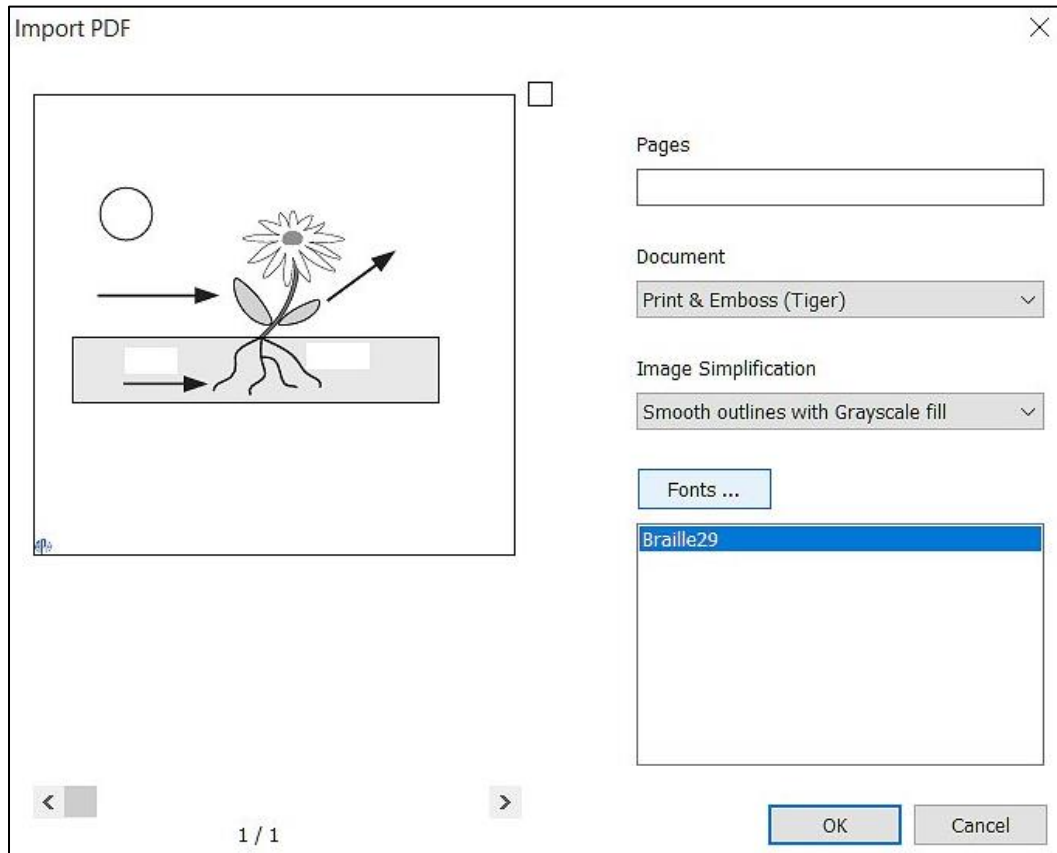 Import PDF
Pages
Document
Print & Emboss (Tiger)
Image Simplification
Smooth outlines with Grayscale fill
Fonts ...
Braille29
1 / 1
OK
Cancel